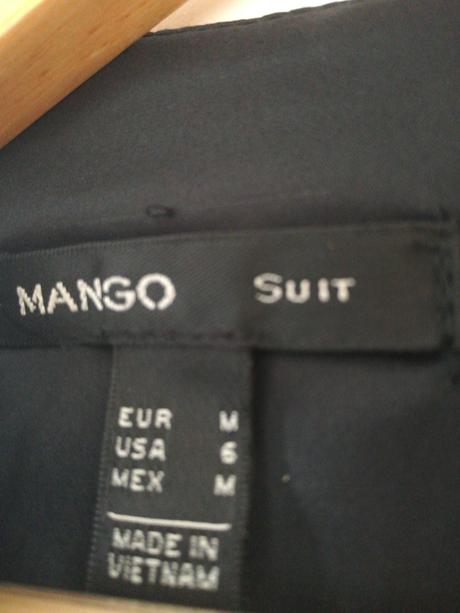 MANGO SUIT
EUR M
USA 6
MEX M
MADE IN
VIETNAM